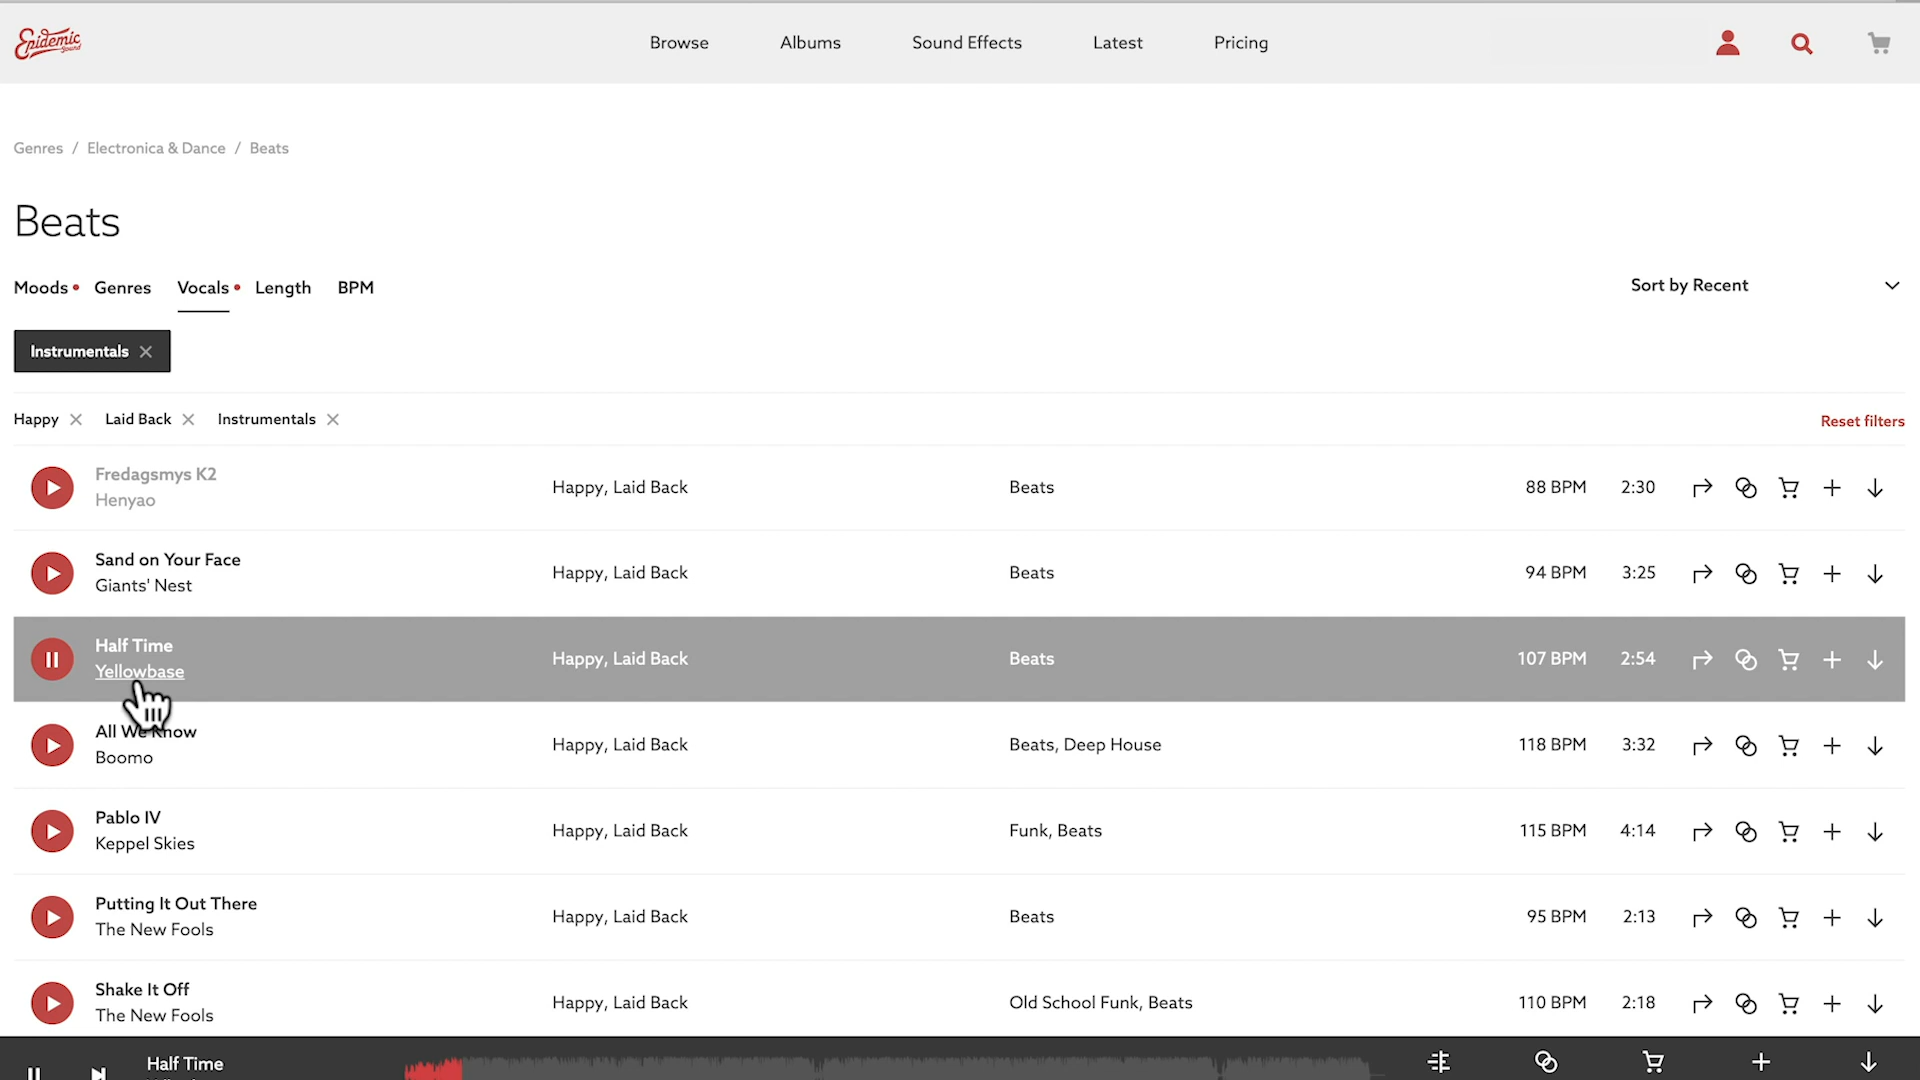 Epidemic Sound
Browse Albums Sound Effects Latest Pricing
Genres / Electronica & Dance / Beats
Beats
Moods Genres Vocals Length BPM Sort by Recent
Instrumentals
Happy Laid Back Instrumentals Reset filters
Fredagsmys K2
Henyao
Happy, Laid Back Beats 88 BPM 2:30
Sand on Your Face
Giants' Nest
Happy, Laid Back Beats 94 BPM 3:25
Half Time
Yellowbase
Happy, Laid Back Beats 107 BPM 2:54
All We Know
Boomo
Happy, Laid Back Beats, Deep House 118 BPM 3:32
Pablo IV
Keppel Skies
Happy, Laid Back Funk, Beats 115 BPM 4:14
Putting It Out There
The New Fools
Happy, Laid Back Beats 95 BPM 2:13
Shake It Off
The New Fools
Happy, Laid Back Old School Funk, Beats 110 BPM 2:18
Half Time